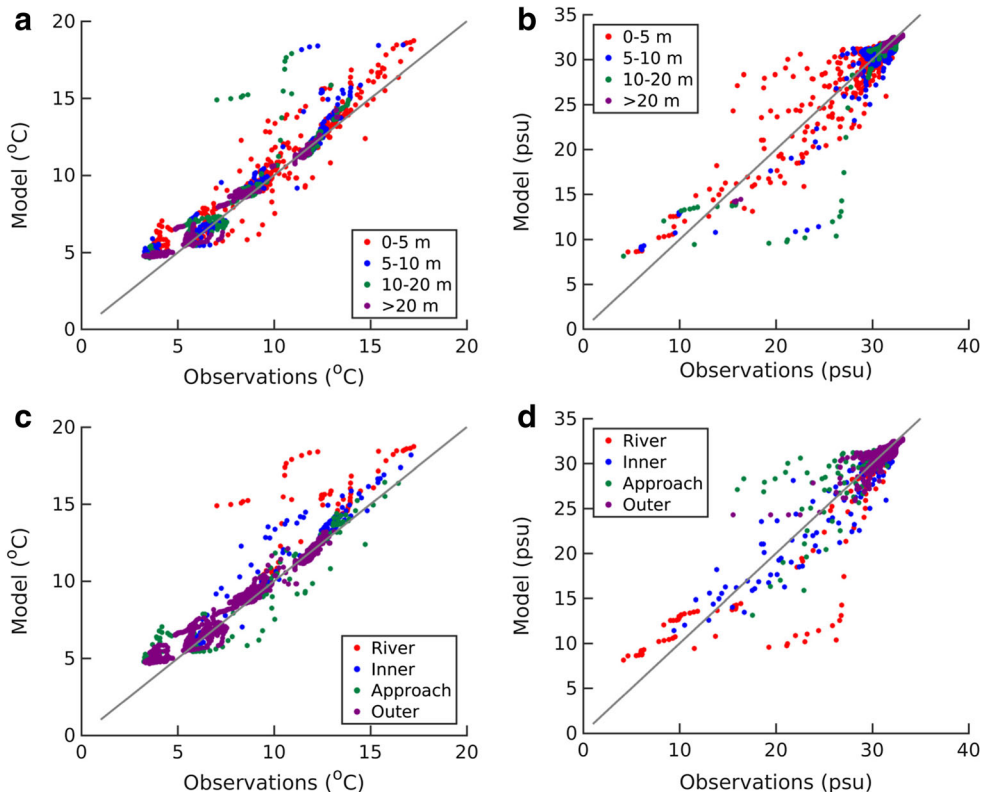 a
20
15
10
5
0
Model (°C)
0-5 m
5-10 m
10-20 m
>20 m
0 5 10 15 20
Observations (°C)
b
35
30
25
20
15
10
5
0
Model (psu)
0-5 m
5-10 m
10-20 m
>20 m
0 10 20 30 40
Observations (psu)
c
20
15
10
5
0
Model (°C)
River
Inner
Approach
Outer
0 5 10 15 20
Observations (°C)
d
35
30
25
20
15
10
5
0
Model (psu)
River
Inner
Approach
Outer
0 10 20 30 40
Observations (psu)